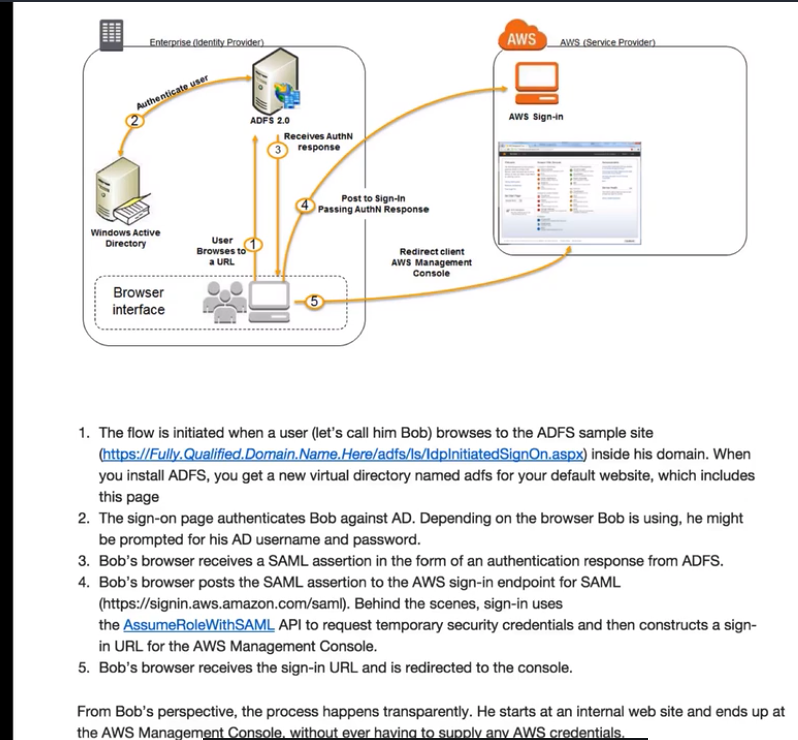 Enterprise (Identity Provider)
AWS
AWS (Service Provider)
Authenticate user
2
ADFS 2.0
AWS Sign-in
Receives AuthN
response
3
4
Post to Sign-In
Passing AuthN Response
Windows Active
Directory
User
Browses to
a URL
1
Redirect client
AWS Management
Console
Browser
interface
5
1. The flow is initiated when a user (let's call him Bob) browses to the ADFS sample site
(https://Fully.Qualified.Domain.Name.Here/adfs/ls/IdpInitiatedSignOn.aspx) inside his domain. When
you install ADFS, you get a new virtual directory named adfs for your default website, which includes
this page
2. The sign-on page authenticates Bob against AD. Depending on the browser Bob is using, he might
be prompted for his AD username and password.
3. Bob's browser receives a SAML assertion in the form of an authentication response from ADFS.
4. Bob's browser posts the SAML assertion to the AWS sign-in endpoint for SAML
(https://signin.aws.amazon.com/saml). Behind the scenes, sign-in uses
the AssumeRoleWithSAML API to request temporary security credentials and then constructs a sign-
in URL for the AWS Management Console.
5. Bob's browser receives the sign-in URL and is redirected to the console.
From Bob's perspective, the process happens transparently. He starts at an internal web site and ends up at
the AWS Management Console, without ever having to supply any AWS credentials.